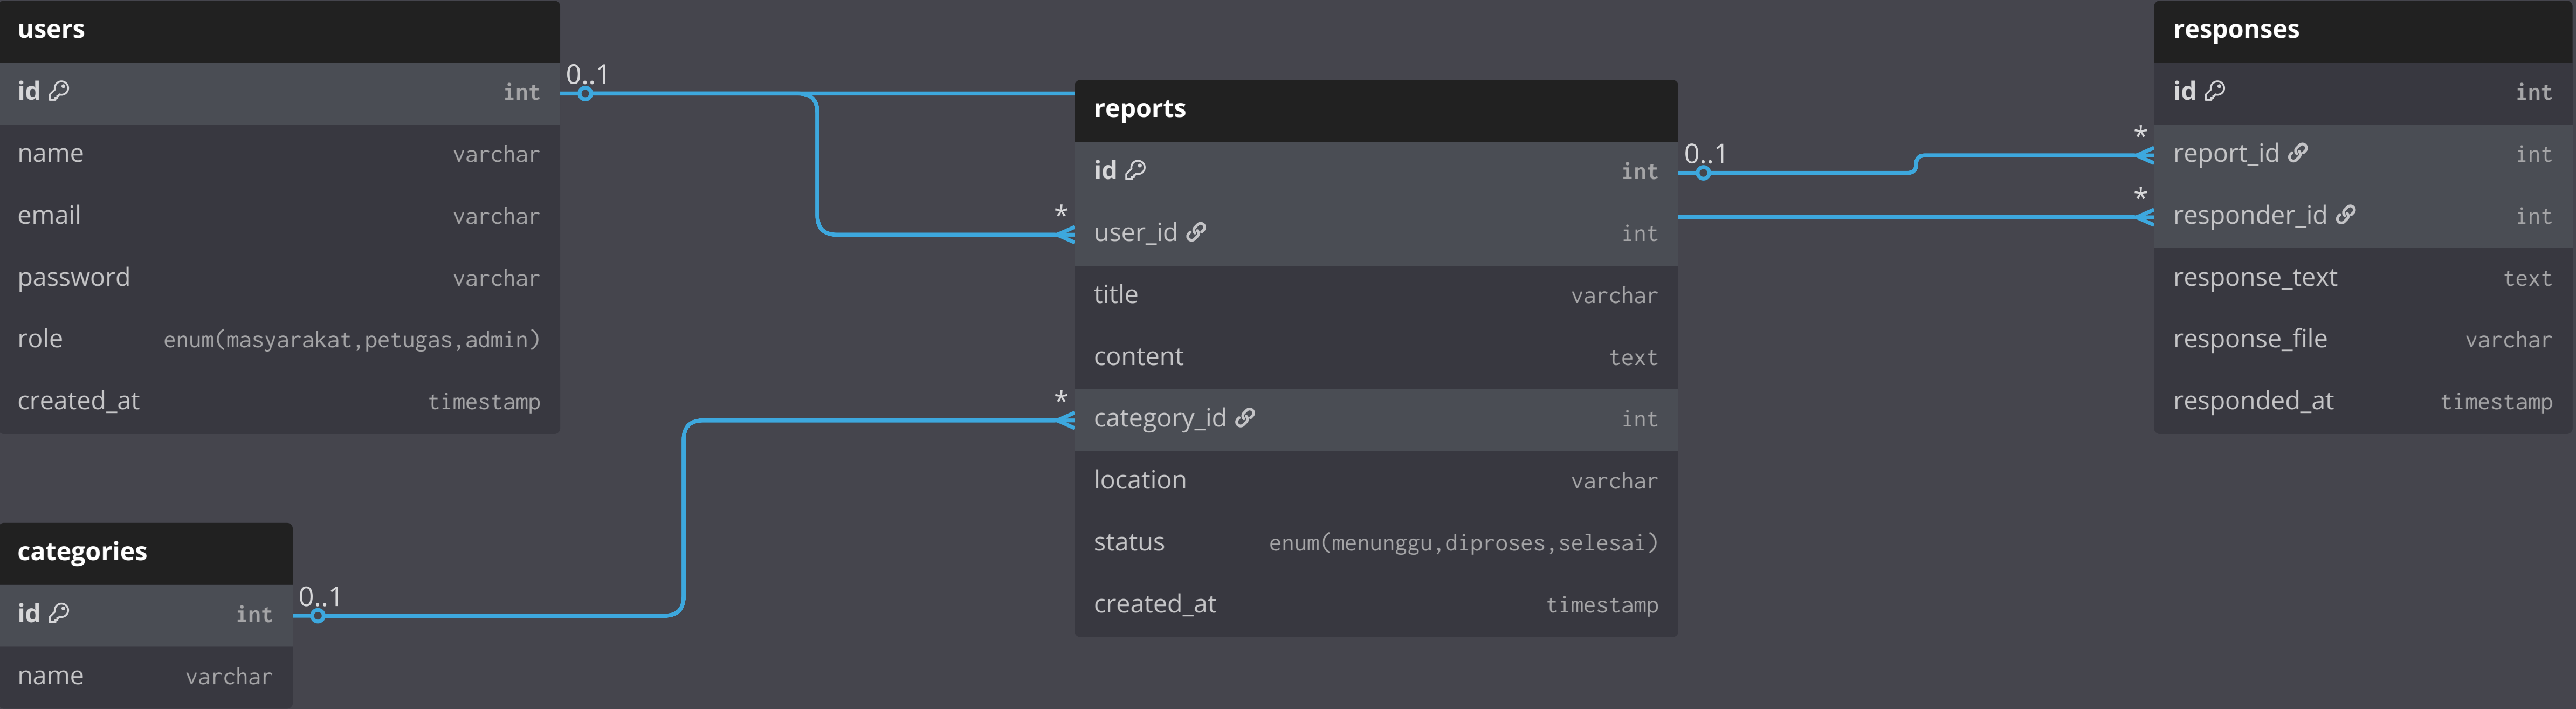 users
id int
name varchar
email varchar
password varchar
role enum(masyarakat,petugas,admin)
created_at timestamp
0..1
categories
id int
name varchar
0..1
*
*
reports
id int
user_id int
title varchar
content text
category_id int
location varchar
status enum(menunggu,diproses,selesai)
created_at timestamp
0..1
*
*
responses
id int
report_id int
responder_id int
response_text text
response_file varchar
responded_at timestamp